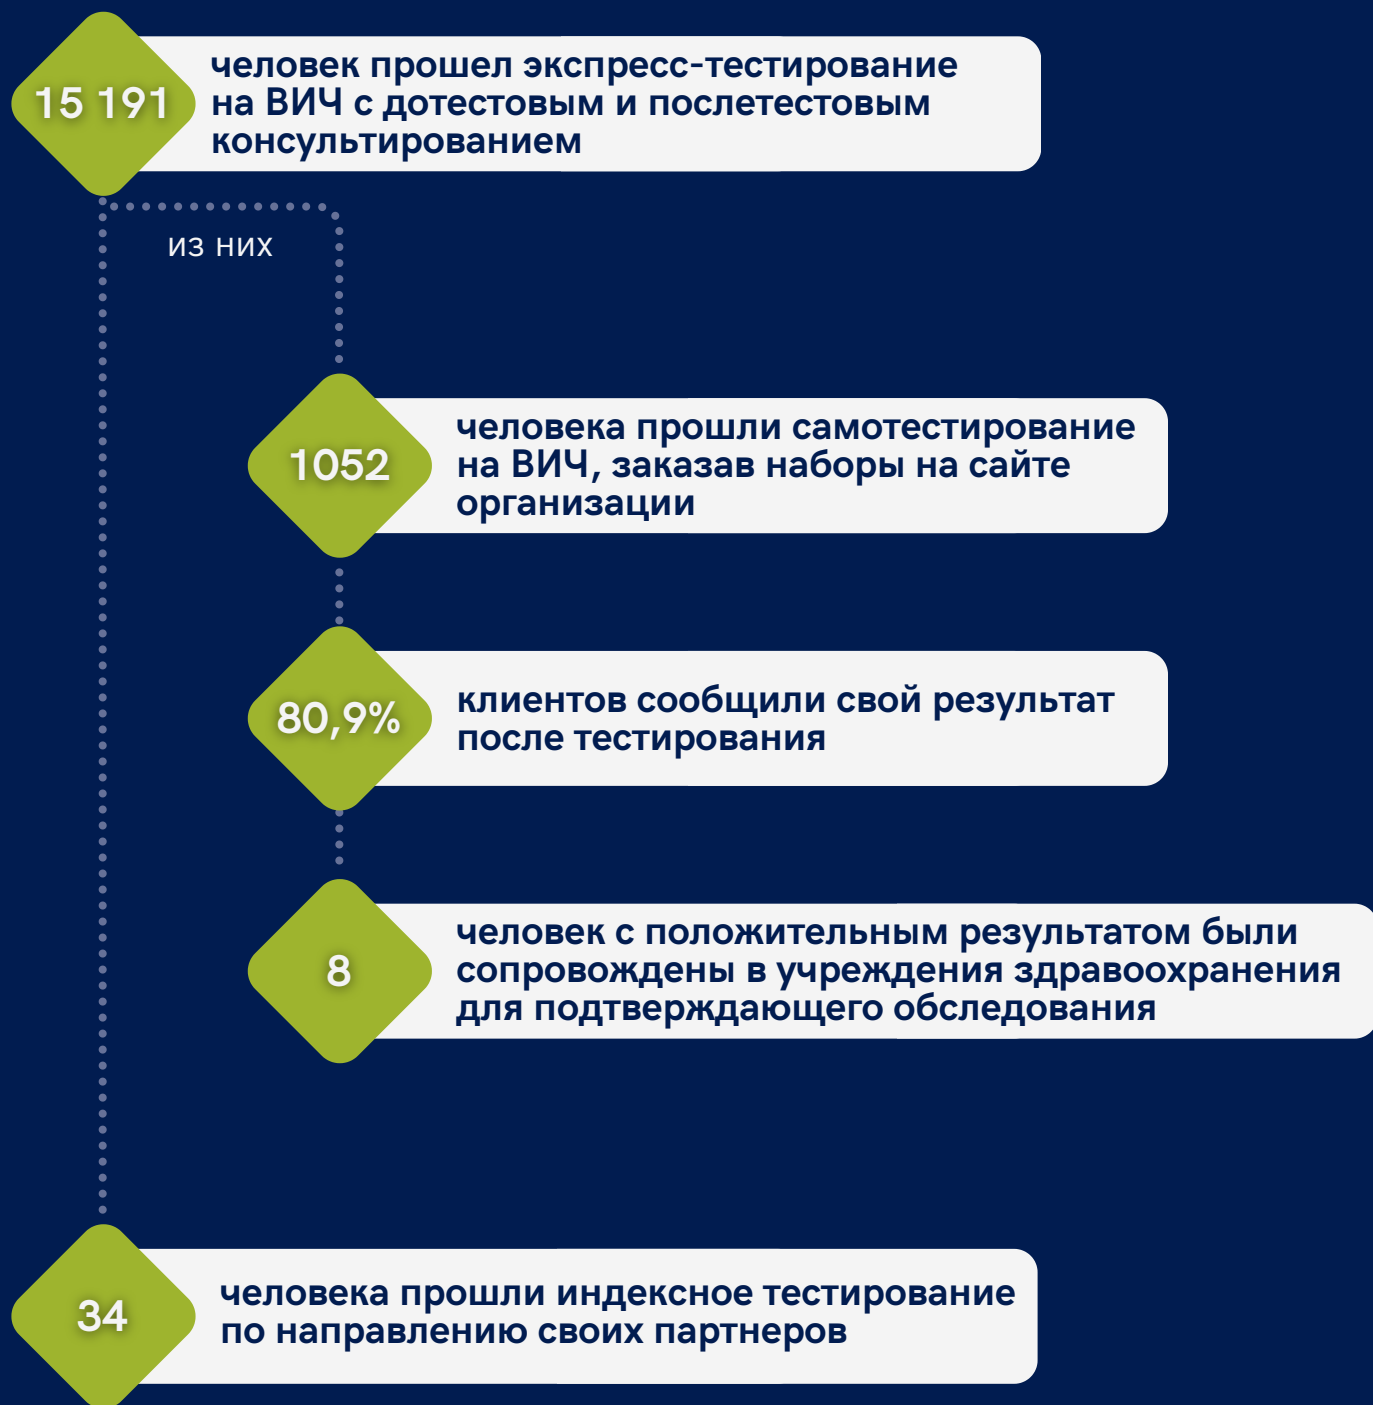 15 191
человек прошел экспресс-тестирование
на ВИЧ с дотестовым и послетестовым
консультированием
из них
1052
человека прошли самотестирование
на ВИЧ, заказав наборы на сайте
организации
80,9%
клиентов сообщили свой результат
после тестирования
8
человек с положительным результатом были
сопровождены в учреждения здравоохранения
для подтверждающего обследования
34
человека прошли индексное тестирование
по направлению своих партнеров